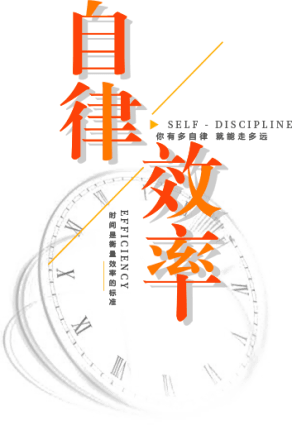 自律
SELF - DISCIPLINE
你有多自律 就能走多远
效率
EFFICIENCY
时间是衡量效率的标准